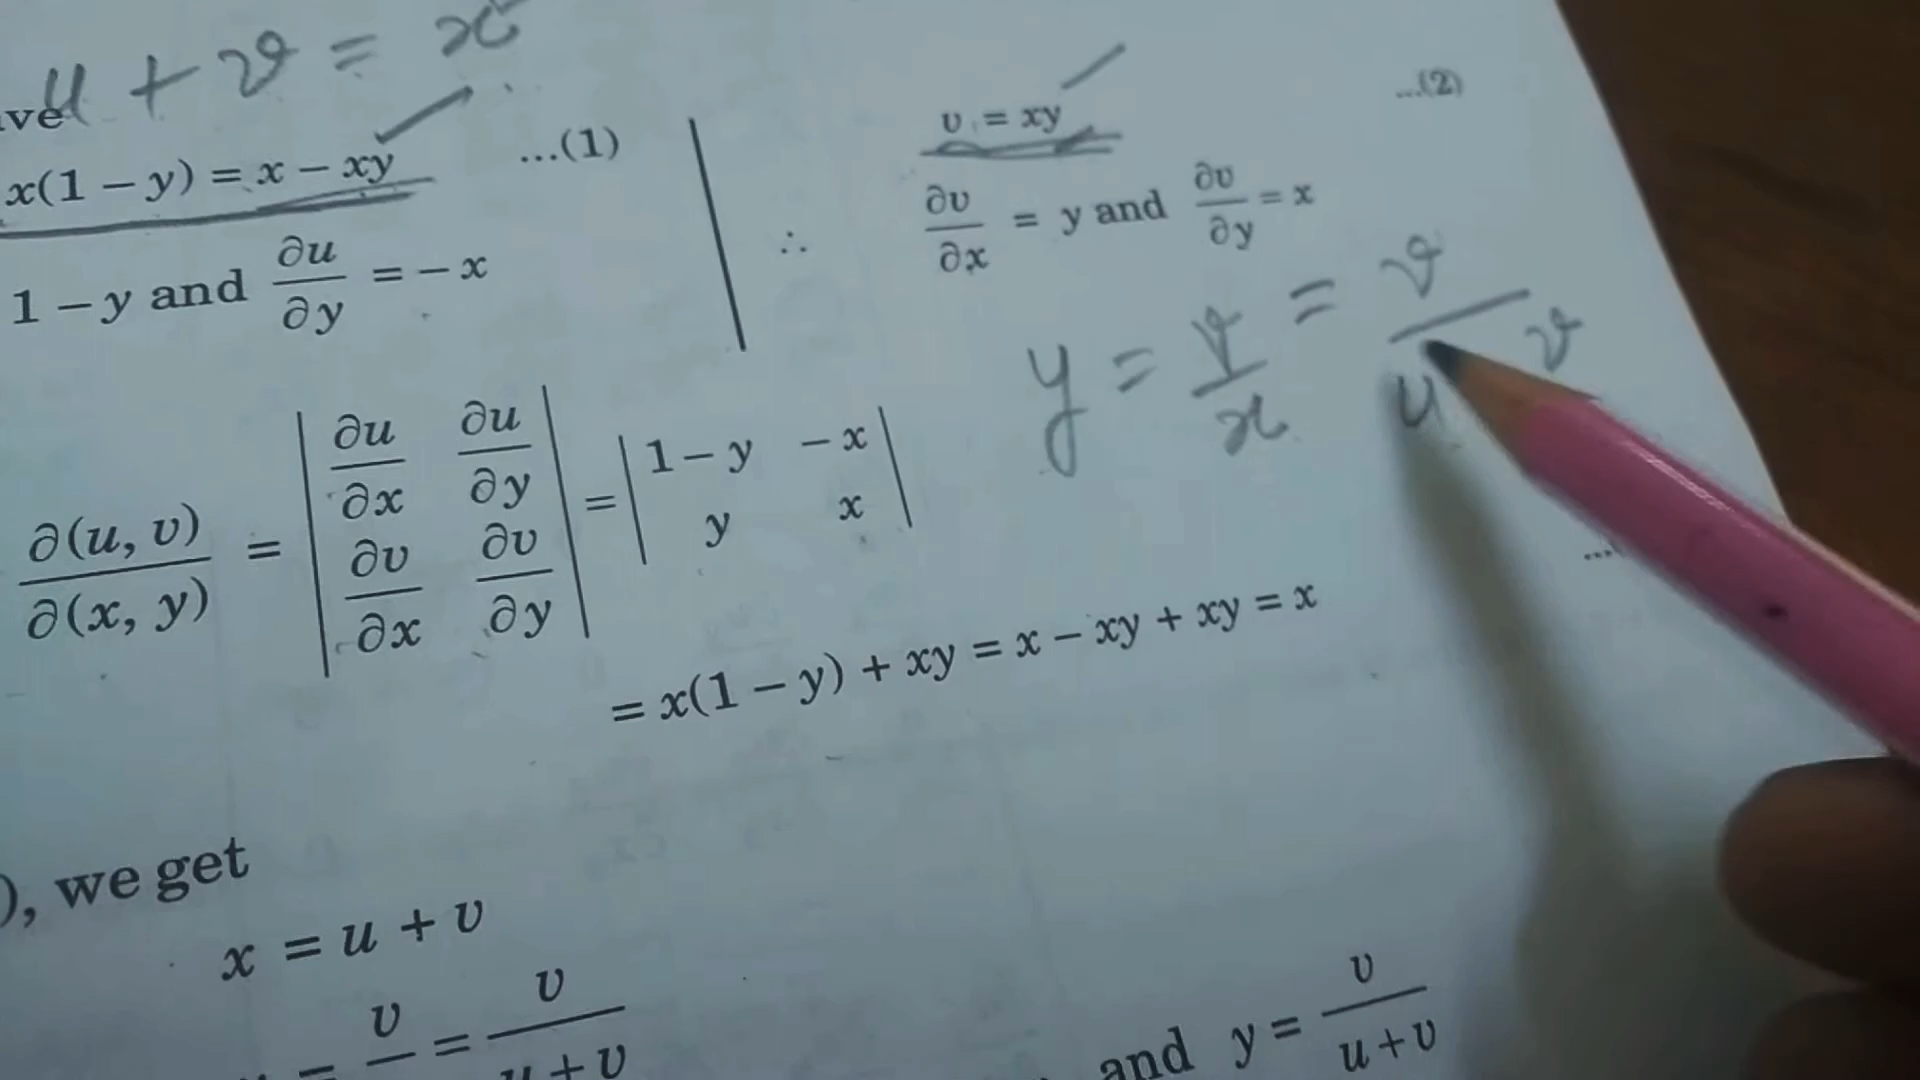 u + v = x
ve
x(1 – y) = x – xy ...(1)
v = xy ...(2)
1 – y and ∂u/∂y = – x
∴ ∂v/∂x = y and ∂v/∂y = x
y = v/x = v/u v
∂(u, v)/∂(x, y) = | ∂u/∂x ∂u/∂y ; ∂v/∂x ∂v/∂y | = | 1 – y – x ; y x |
= x(1 – y) + xy = x – xy + xy = x
), we get
x = u + v
= v/ = v/u + v
and y = v/u + v